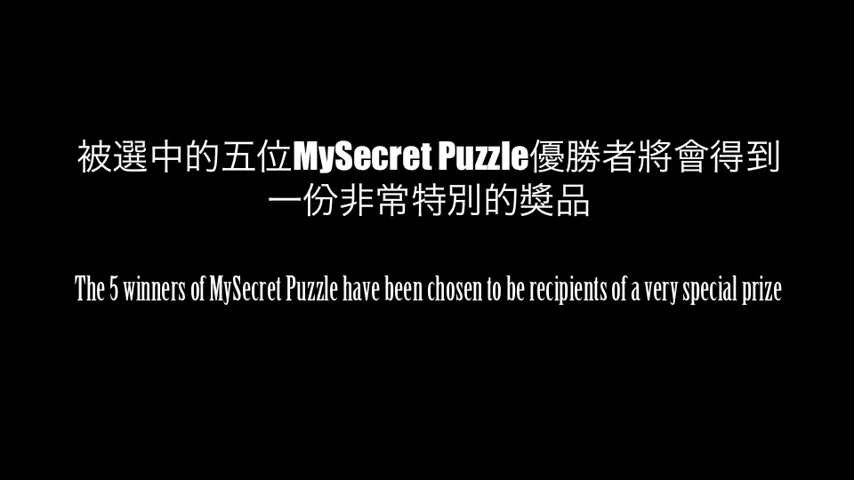 被選中的五位MySecret Puzzle優勝者將會得到
一份非常特別的獎品
The 5 winners of MySecret Puzzle have been chosen to be recipients of a very special prize